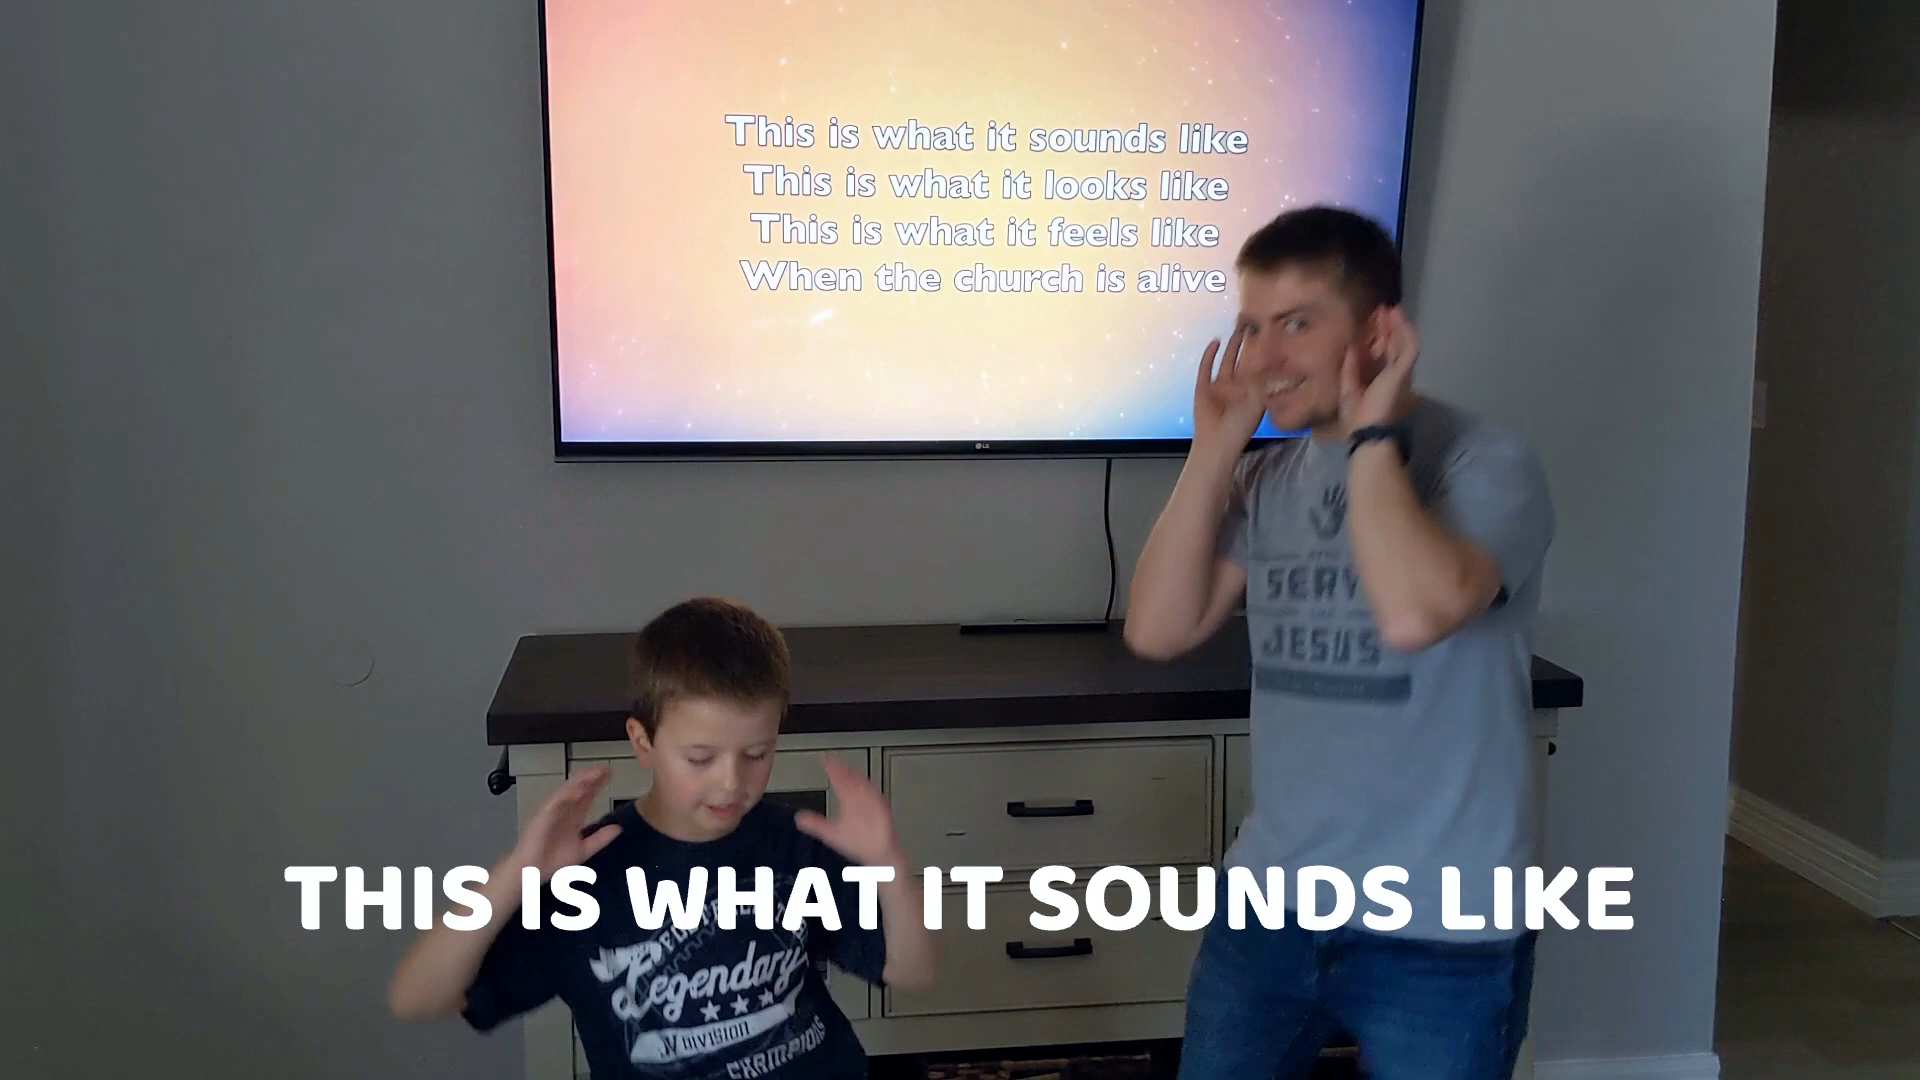 This is what it sounds like
This is what it looks like
This is what it feels like
When the church is alive
LG
SERV
JESUS
THIS IS WHAT IT SOUNDS LIKE
Legendary
DIVISION
CHAMPIONS